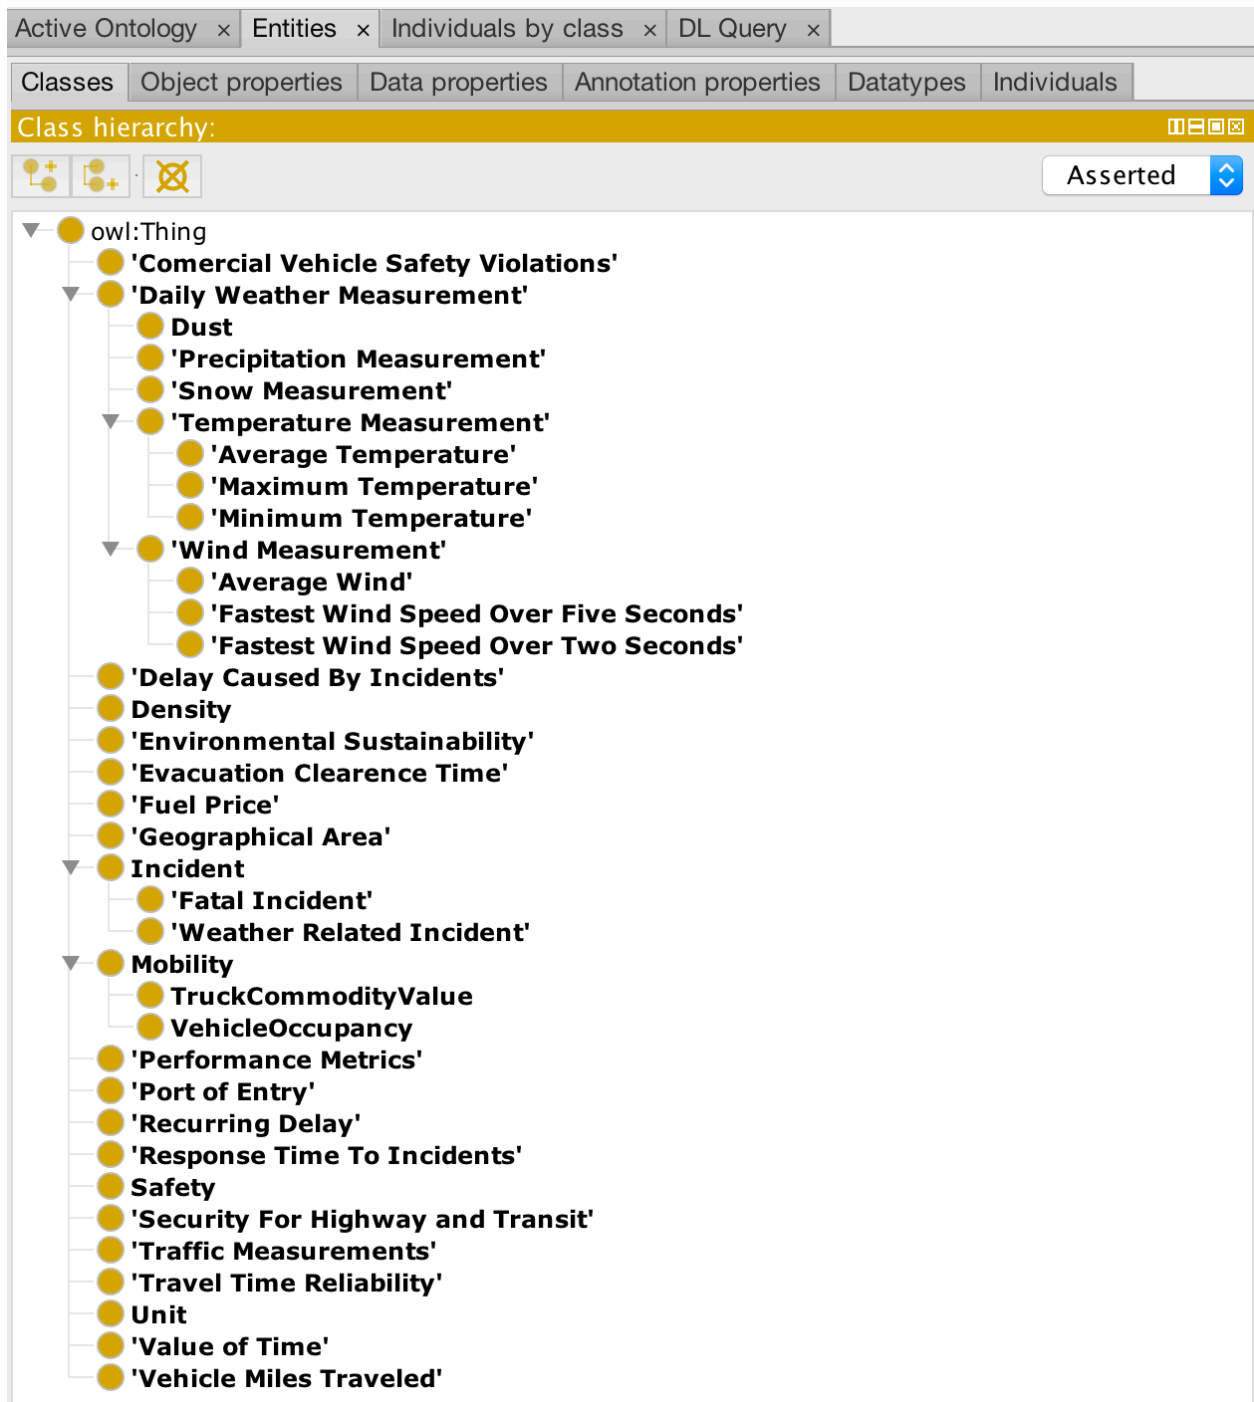 Active Ontology × Entities × Individuals by class × DL Query ×
Classes Object properties Data properties Annotation properties Datatypes Individuals
Class hierarchy:
Asserted
owl:Thing
'Comercial Vehicle Safety Violations'
'Daily Weather Measurement'
Dust
'Precipitation Measurement'
'Snow Measurement'
'Temperature Measurement'
'Average Temperature'
'Maximum Temperature'
'Minimum Temperature'
'Wind Measurement'
'Average Wind'
'Fastest Wind Speed Over Five Seconds'
'Fastest Wind Speed Over Two Seconds'
'Delay Caused By Incidents'
Density
'Environmental Sustainability'
'Evacuation Clearence Time'
'Fuel Price'
'Geographical Area'
Incident
'Fatal Incident'
'Weather Related Incident'
Mobility
TruckCommodityValue
VehicleOccupancy
'Performance Metrics'
'Port of Entry'
'Recurring Delay'
'Response Time To Incidents'
Safety
'Security For Highway and Transit'
'Traffic Measurements'
'Travel Time Reliability'
Unit
'Value of Time'
'Vehicle Miles Traveled'